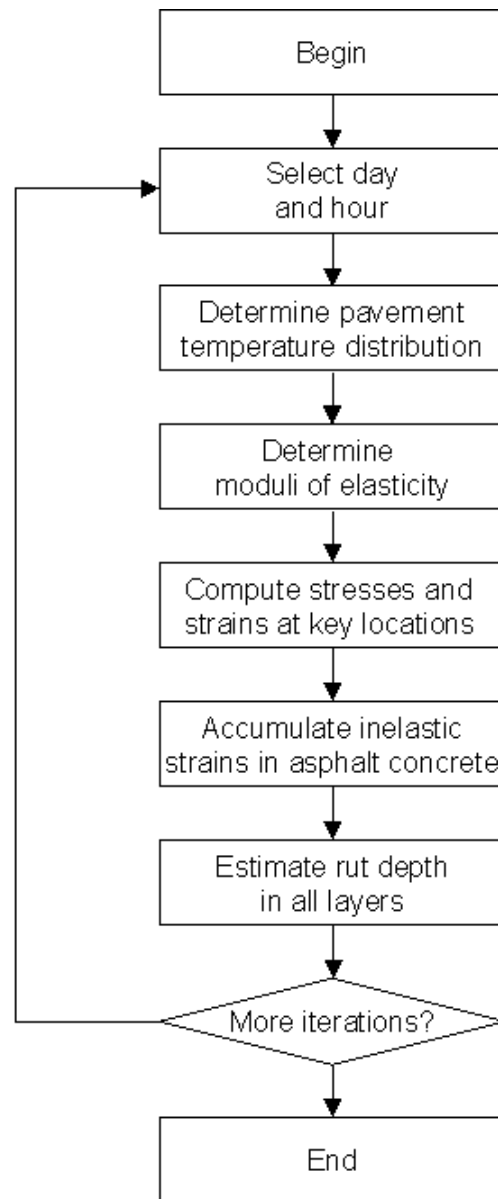 Begin
Select day
and hour
Determine pavement
temperature distribution
Determine
moduli of elasticity
Compute stresses and
strains at key locations
Accumulate inelastic
strains in asphalt concrete
Estimate rut depth
in all layers
More iterations?
End